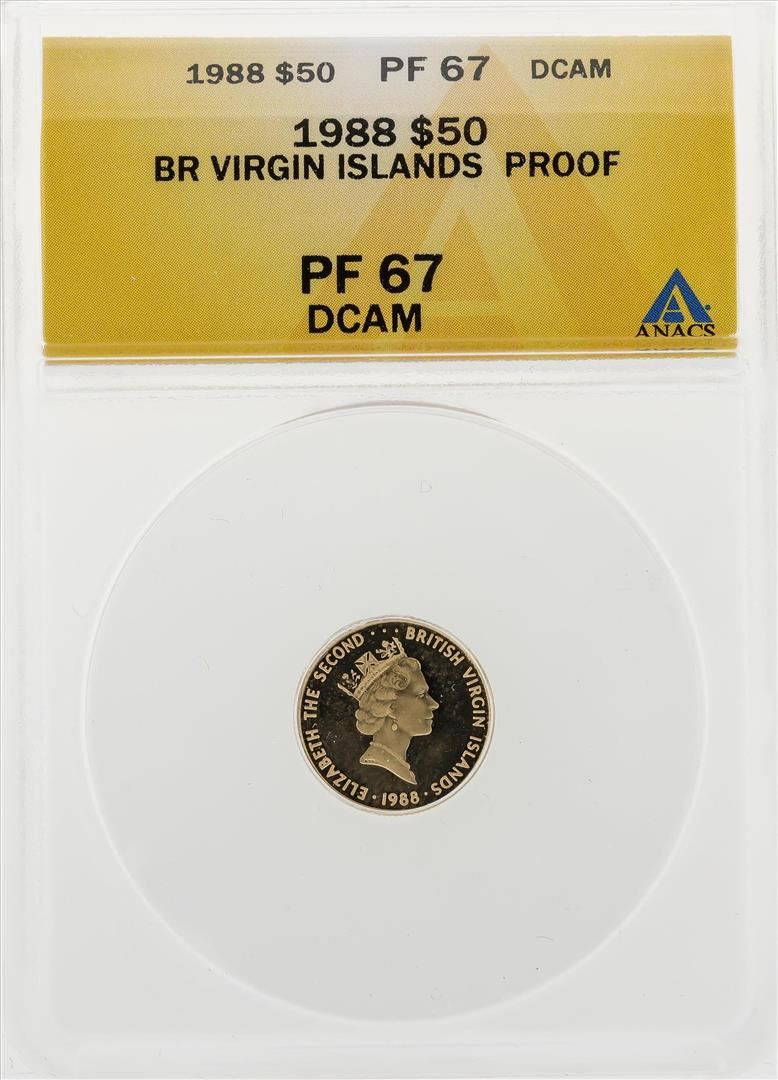 1988 $50 PF 67 DCAM
1988 $50
BR VIRGIN ISLANDS PROOF
PF 67
DCAM
ANACS
ELIZABETH THE SECOND ··· BRITISH VIRGIN ISLANDS · 1988 ·